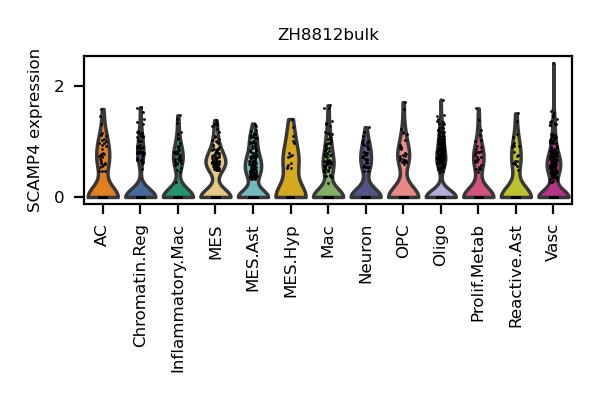 ZH8812bulk
SCAMP4 expression
2
0
AC
Chromatin.Reg
Inflammatory.Mac
MES
MES.Ast
MES.Hyp
Mac
Neuron
OPC
Oligo
Prolif.Metab
Reactive.Ast
Vasc